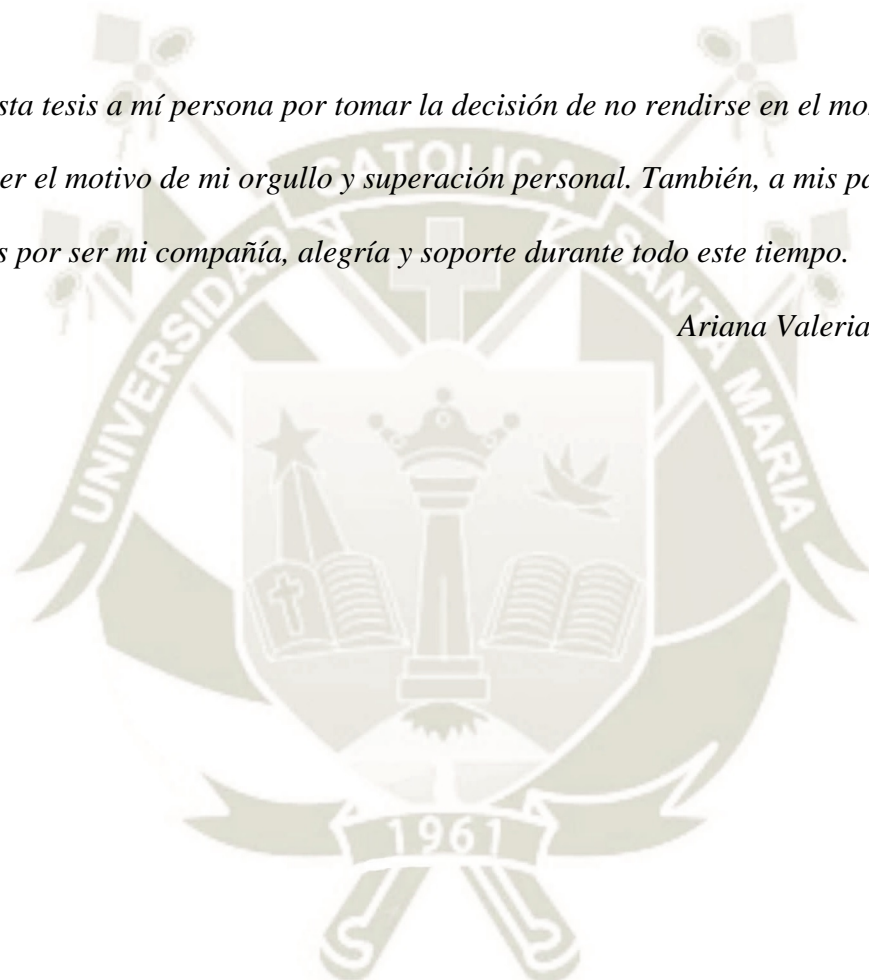 sta tesis a mí persona por tomar la decisión de no rendirse en el mo
er el motivo de mi orgullo y superación personal. También, a mis pa
s por ser mi compañía, alegría y soporte durante todo este tiempo.
Ariana Valeria
UNIVERSIDAD CATOLICA SANTA MARIA
1961